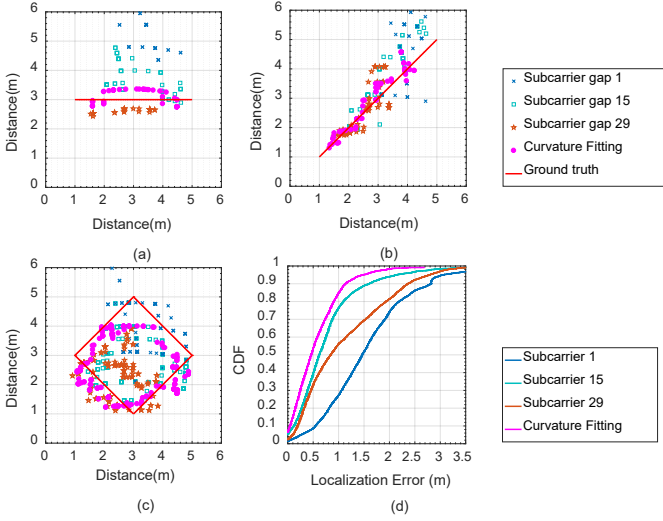 6
5
4
3
2
1
0
Distance(m)
0 1 2 3 4 5 6
Distance(m)
(a)
6
5
4
3
2
1
0
Distance(m)
0 1 2 3 4 5 6
Distance(m)
(b)
Subcarrier gap 1
Subcarrier gap 15
Subcarrier gap 29
Curvature Fitting
Ground truth
6
5
4
3
2
1
0
Distance(m)
0 1 2 3 4 5 6
Distance(m)
(c)
1
0.9
0.8
0.7
0.6
0.5
0.4
0.3
0.2
0.1
0
CDF
0 0.5 1 1.5 2 2.5 3 3.5
Localization Error (m)
(d)
Subcarrier 1
Subcarrier 15
Subcarrier 29
Curvature Fitting